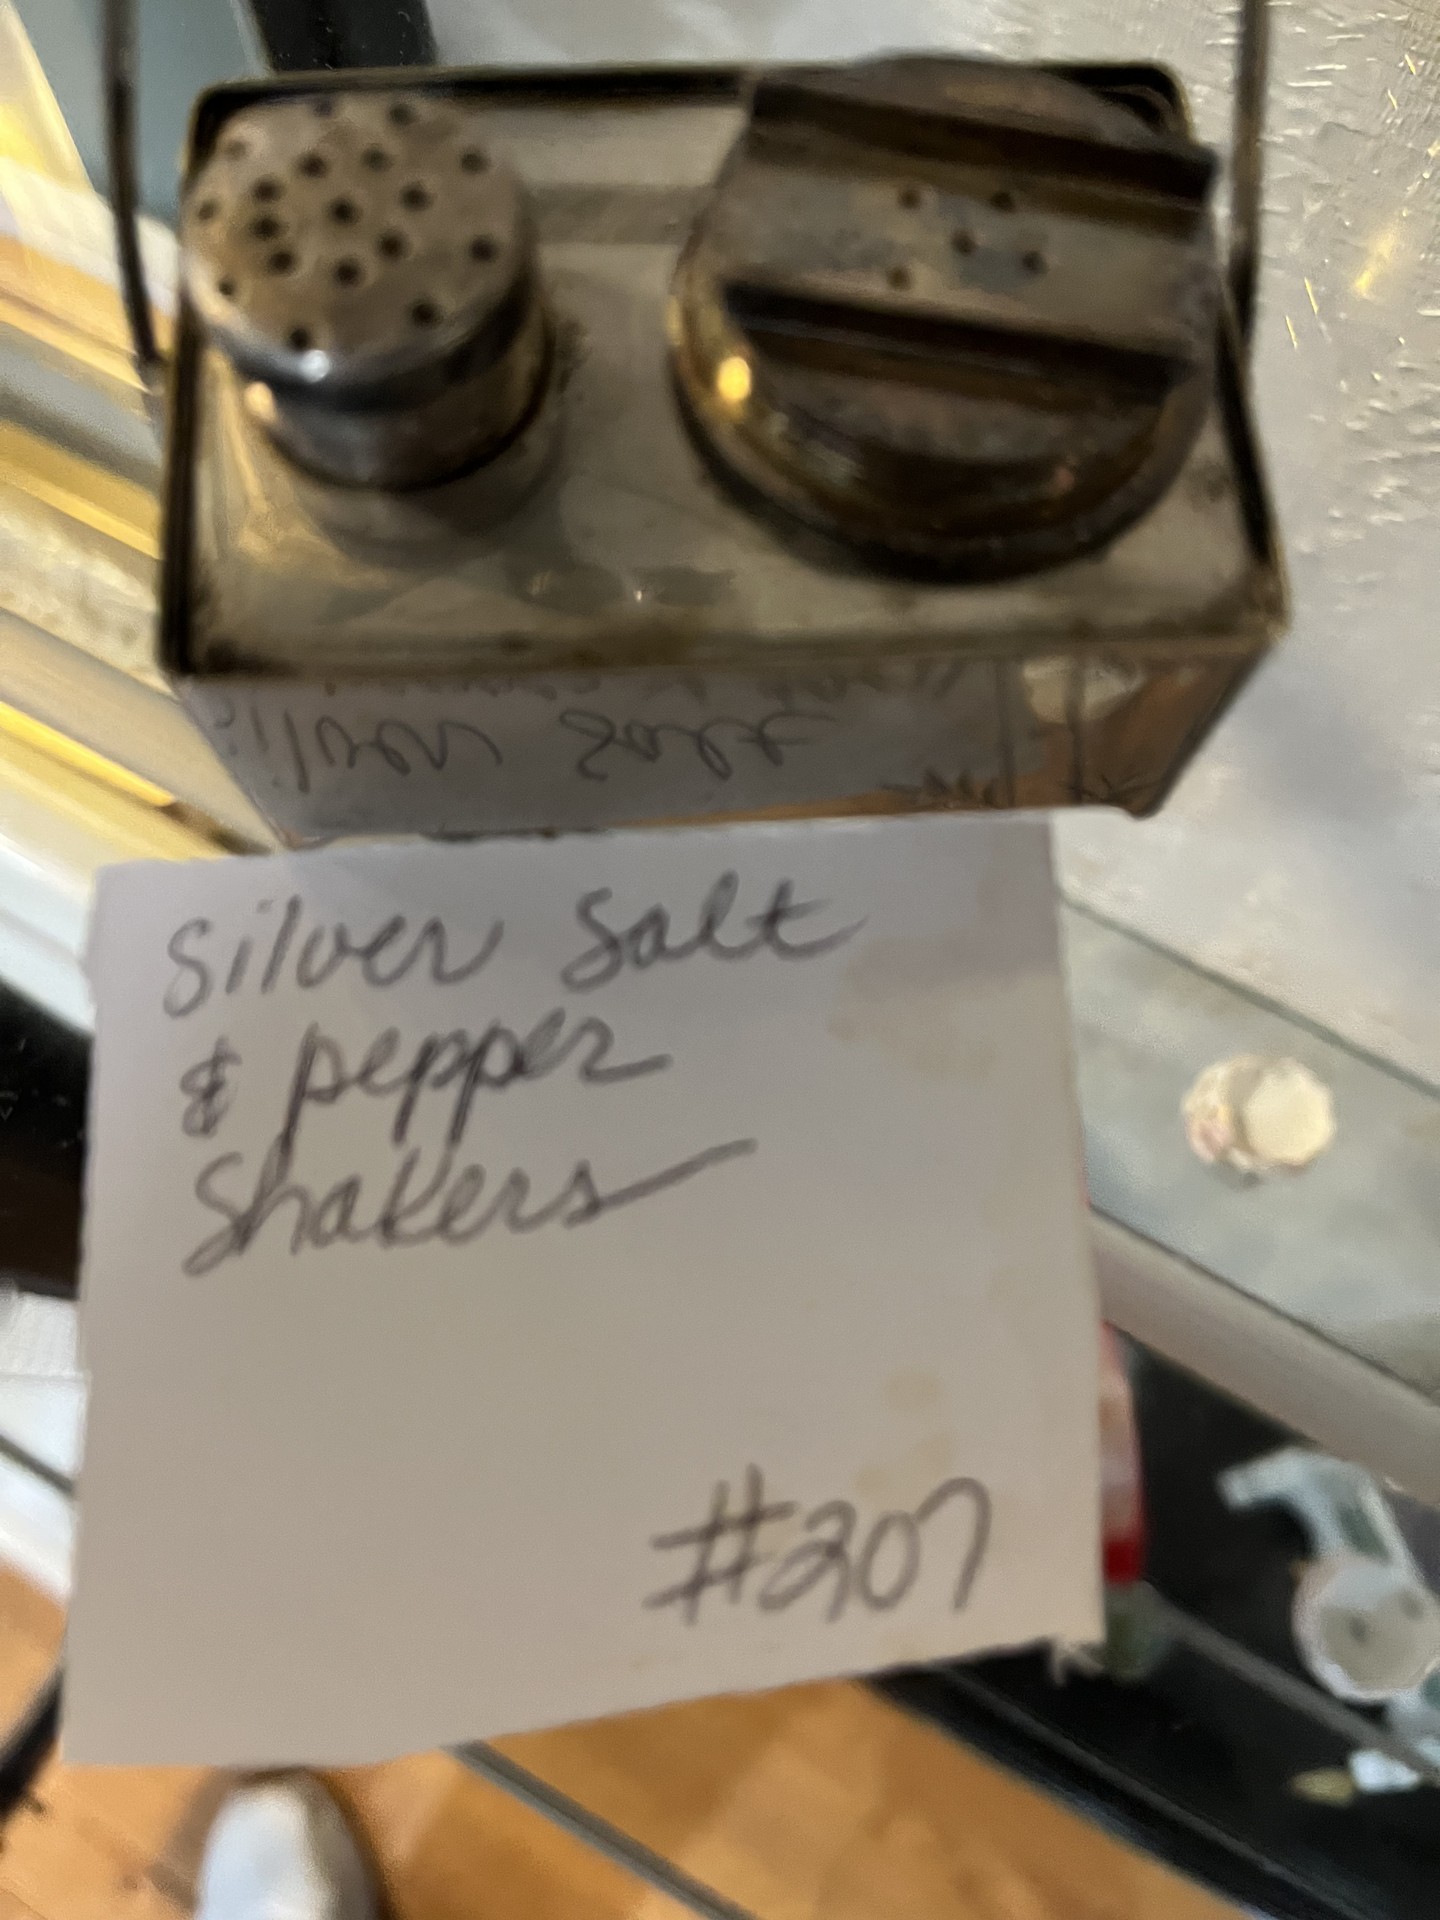 Silver Salt
& pepper
Shakers
#207